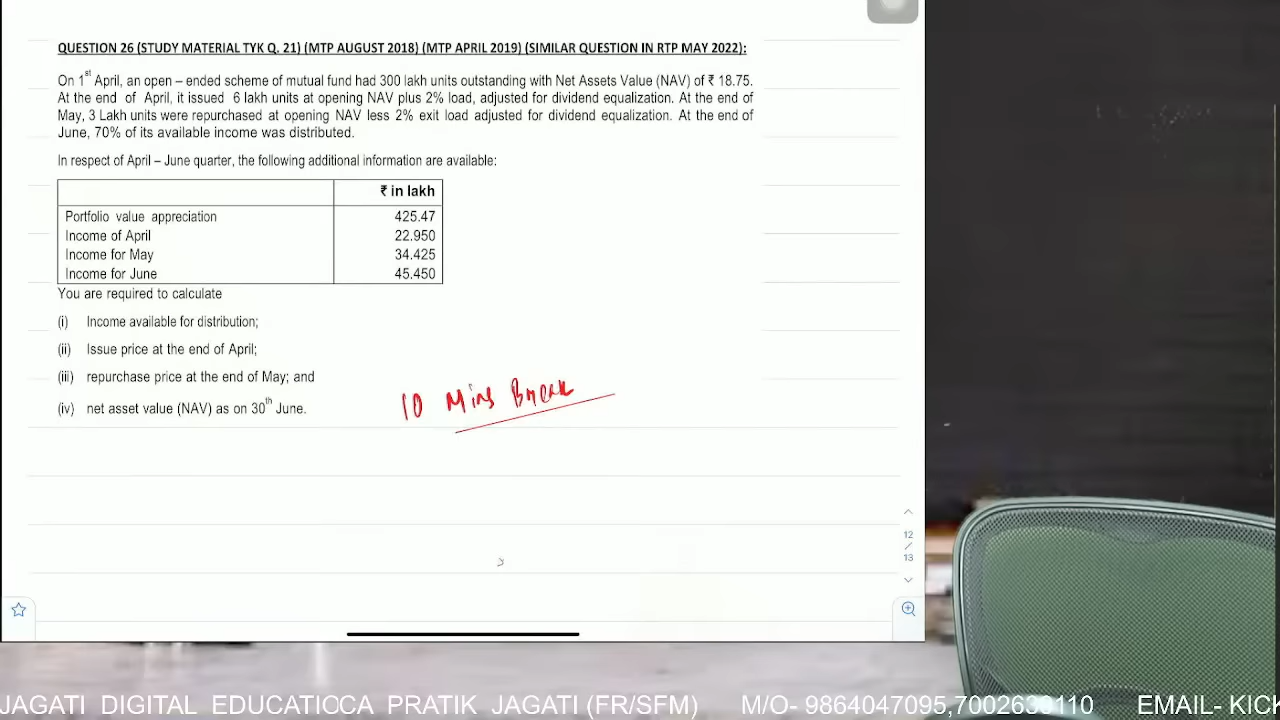 QUESTION 26 (STUDY MATERIAL TYK Q. 21) (MTP AUGUST 2018) (MTP APRIL 2019) (SIMILAR QUESTION IN RTP MAY 2022):
On 1st April, an open – ended scheme of mutual fund had 300 lakh units outstanding with Net Assets Value (NAV) of ₹ 18.75.
At the end of April, it issued 6 lakh units at opening NAV plus 2% load, adjusted for dividend equalization. At the end of
May, 3 Lakh units were repurchased at opening NAV less 2% exit load adjusted for dividend equalization. At the end of
June, 70% of its available income was distributed.
In respect of April – June quarter, the following additional information are available:
₹ in lakh
Portfolio value appreciation 425.47
Income of April 22.950
Income for May 34.425
Income for June 45.450
You are required to calculate
(i) Income available for distribution;
(ii) Issue price at the end of April;
(iii) repurchase price at the end of May; and
(iv) net asset value (NAV) as on 30th June.
10 Mins Break
12
/
13
JAGATI DIGITAL EDUCATIOCA PRATIK JAGATI (FR/SFM) M/O- 9864047095,7002638110 EMAIL- KICH